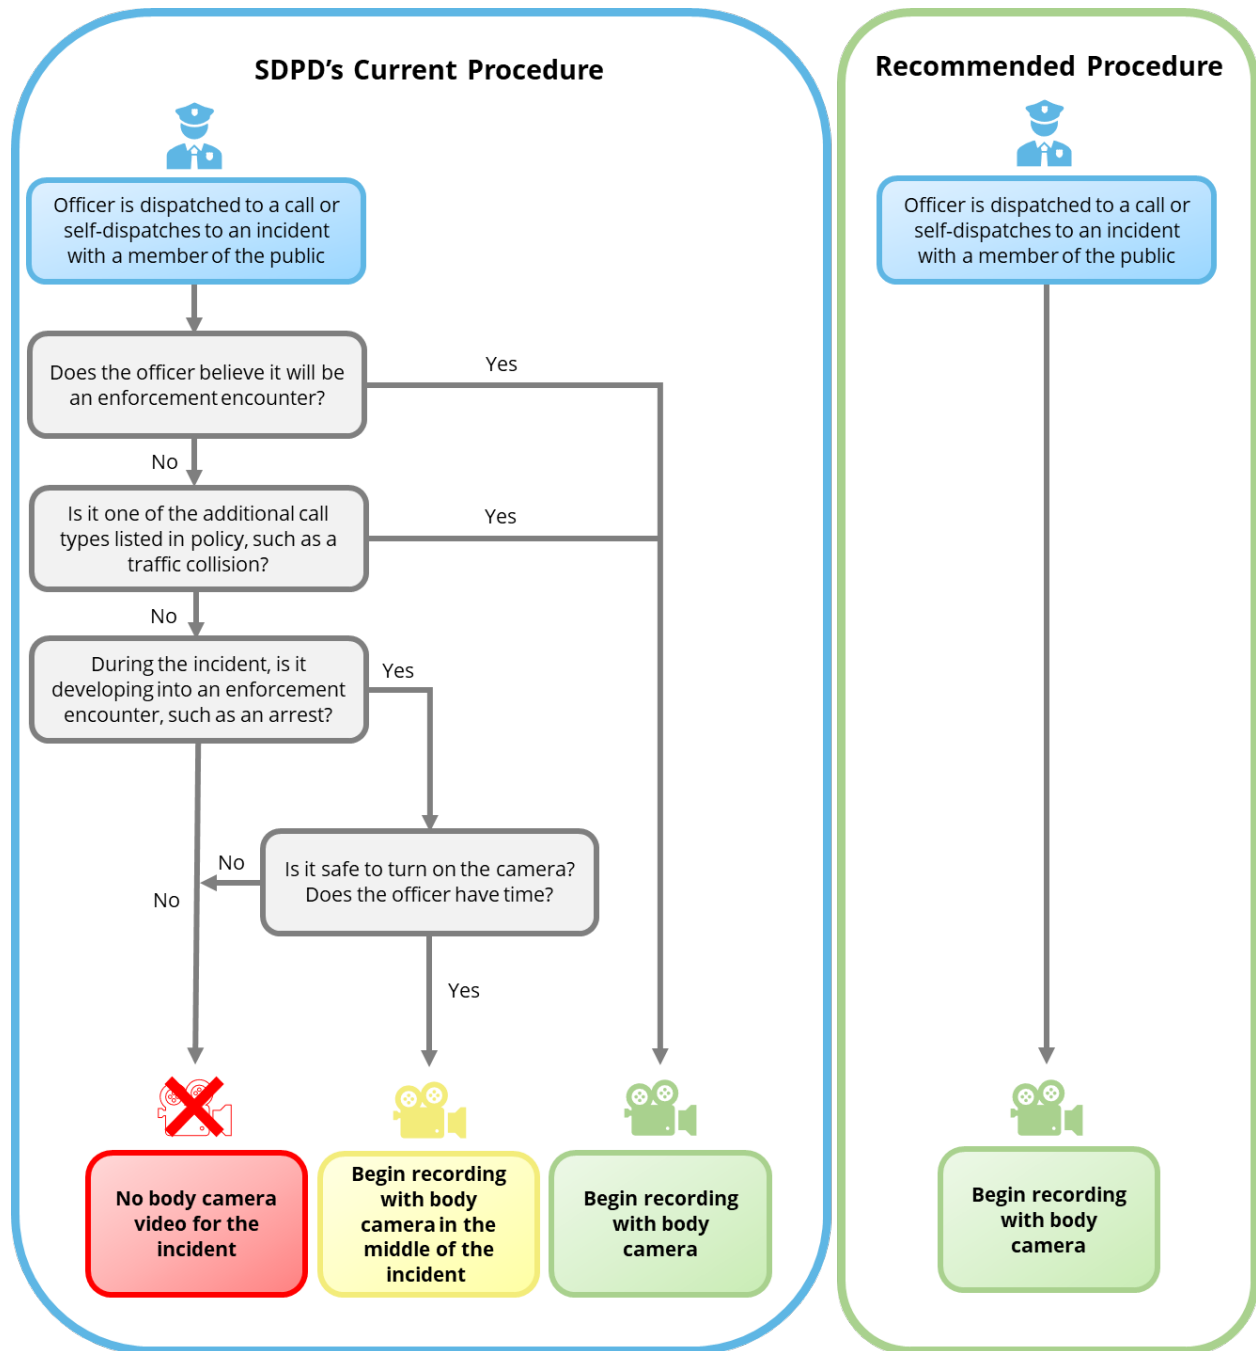 SDPD's Current Procedure
Officer is dispatched to a call or
self-dispatches to an incident
with a member of the public
Does the officer believe it will be
an enforcement encounter?
Yes
No
Is it one of the additional call
types listed in policy, such as a
traffic collision?
Yes
No
During the incident, is it
developing into an enforcement
encounter, such as an arrest?
Yes
Is it safe to turn on the camera?
Does the officer have time?
No
No
Yes
No body camera
video for the
incident
Begin recording
with body
camera in the
middle of the
incident
Begin recording
with body
camera
Recommended Procedure
Officer is dispatched to a call or
self-dispatches to an incident
with a member of the public
Begin recording
with body
camera